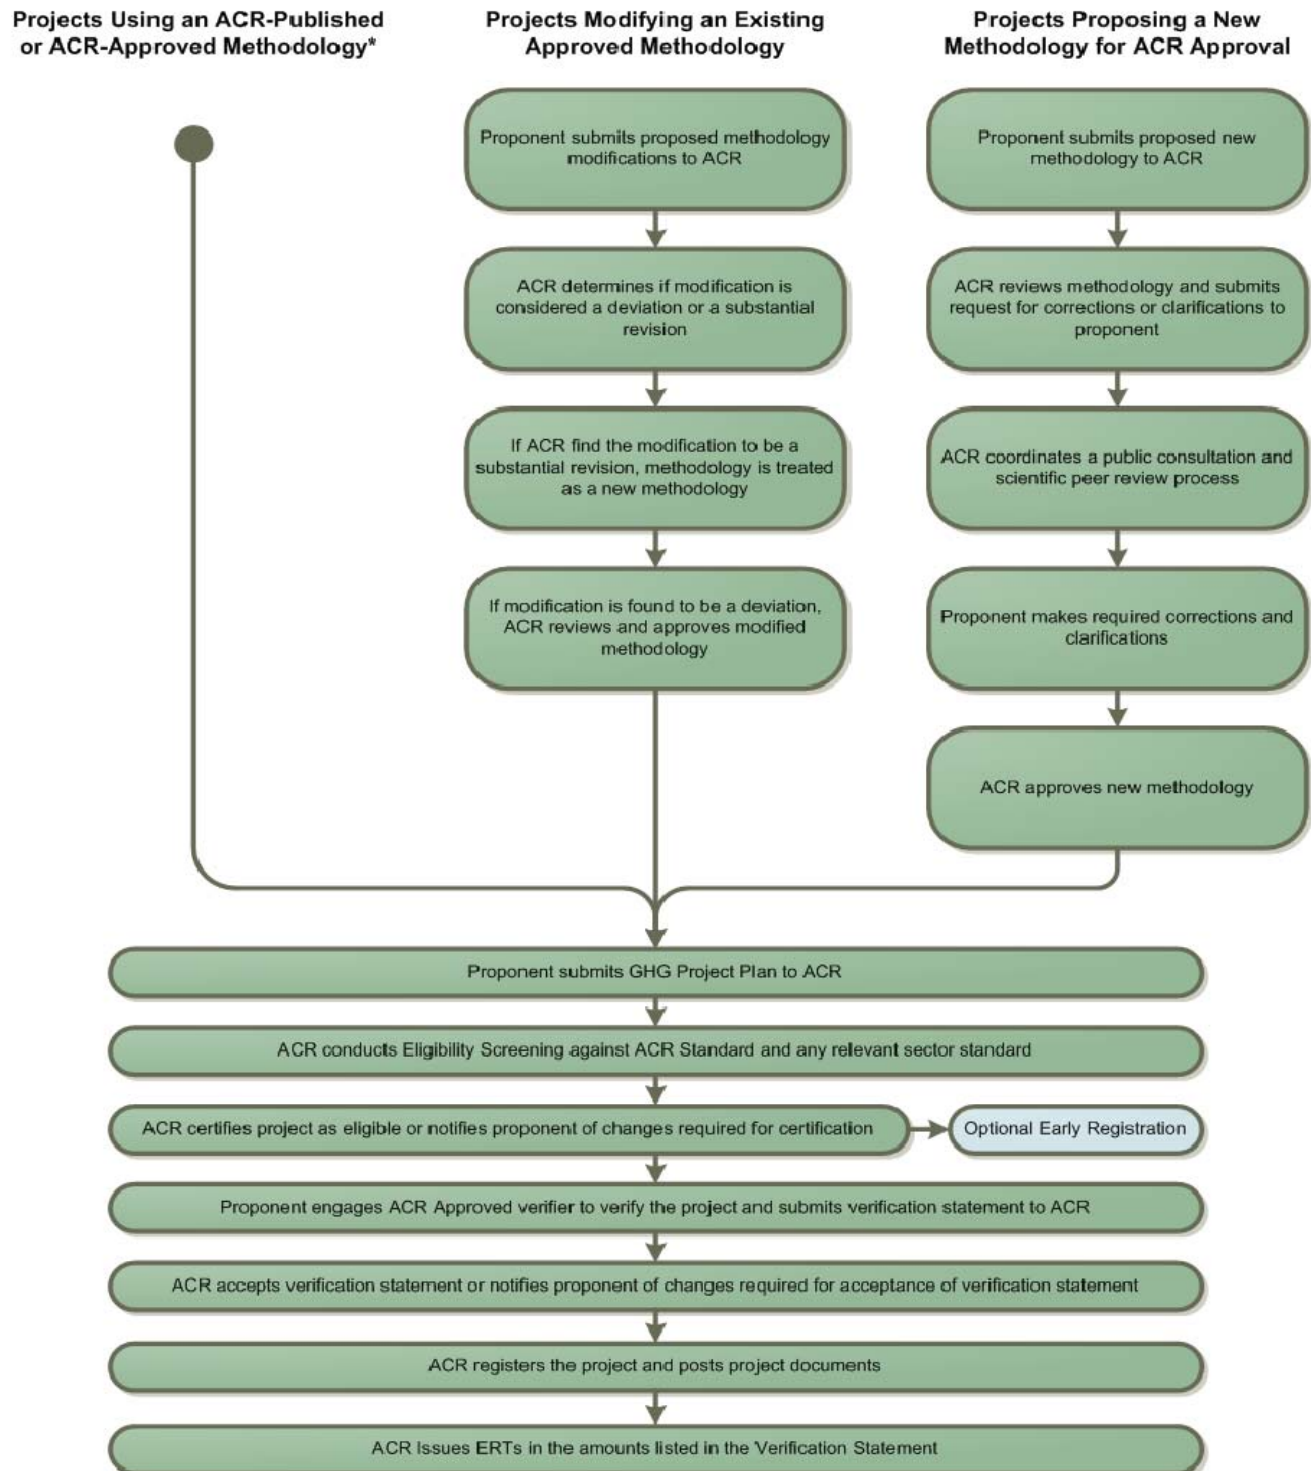 Projects Using an ACR-Published
or ACR-Approved Methodology*
Projects Modifying an Existing
Approved Methodology
Projects Proposing a New
Methodology for ACR Approval
Proponent submits proposed methodology
modifications to ACR
ACR determines if modification is
considered a deviation or a substantial
revision
If ACR find the modification to be a
substantial revision, methodology is treated
as a new methodology
If modification is found to be a deviation,
ACR reviews and approves modified
methodology
Proponent submits proposed new
methodology to ACR
ACR reviews methodology and submits
request for corrections or clarifications to
proponent
ACR coordinates a public consultation and
scientific peer review process
Proponent makes required corrections and
clarifications
ACR approves new methodology
Proponent submits GHG Project Plan to ACR
ACR conducts Eligibility Screening against ACR Standard and any relevant sector standard
ACR certifies project as eligible or notifies proponent of changes required for certification
Optional Early Registration
Proponent engages ACR Approved verifier to verify the project and submits verification statement to ACR
ACR accepts verification statement or notifies proponent of changes required for acceptance of verification statement
ACR registers the project and posts project documents
ACR Issues ERTs in the amounts listed in the Verification Statement